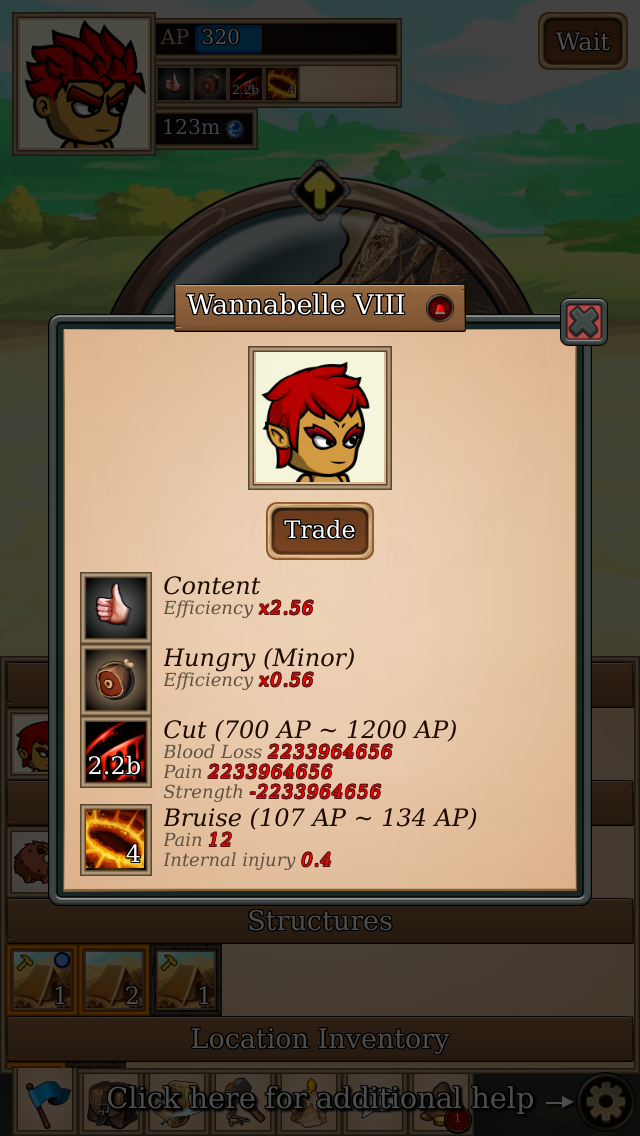 AP 320
Wait
2.2b
4
123m
Wannabelle VIII
Trade
Content
Efficiency x2.56
Hungry (Minor)
Efficiency x0.56
Cut (700 AP ~ 1200 AP)
2.2b
Blood Loss 2233964656
Pain 2233964656
Strength -2233964656
Bruise (107 AP ~ 134 AP)
4
Pain 12
Internal injury 0.4
Structures
1
2
1
Location Inventory
Click here for additional help →
1